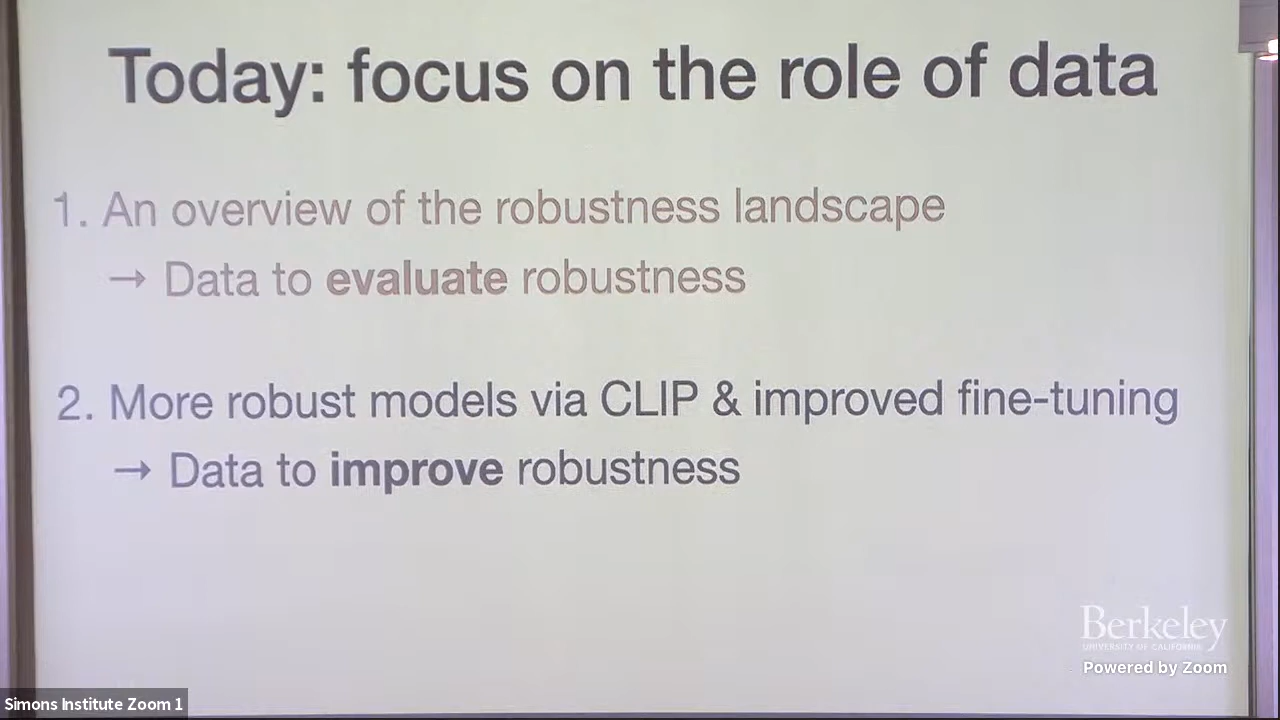 Today: focus on the role of data
1. An overview of the robustness landscape
→ Data to evaluate robustness
2. More robust models via CLIP & improved fine-tuning
→ Data to improve robustness
Berkeley
UNIVERSITY OF CALIFORNIA
Powered by Zoom
Simons Institute Zoom 1